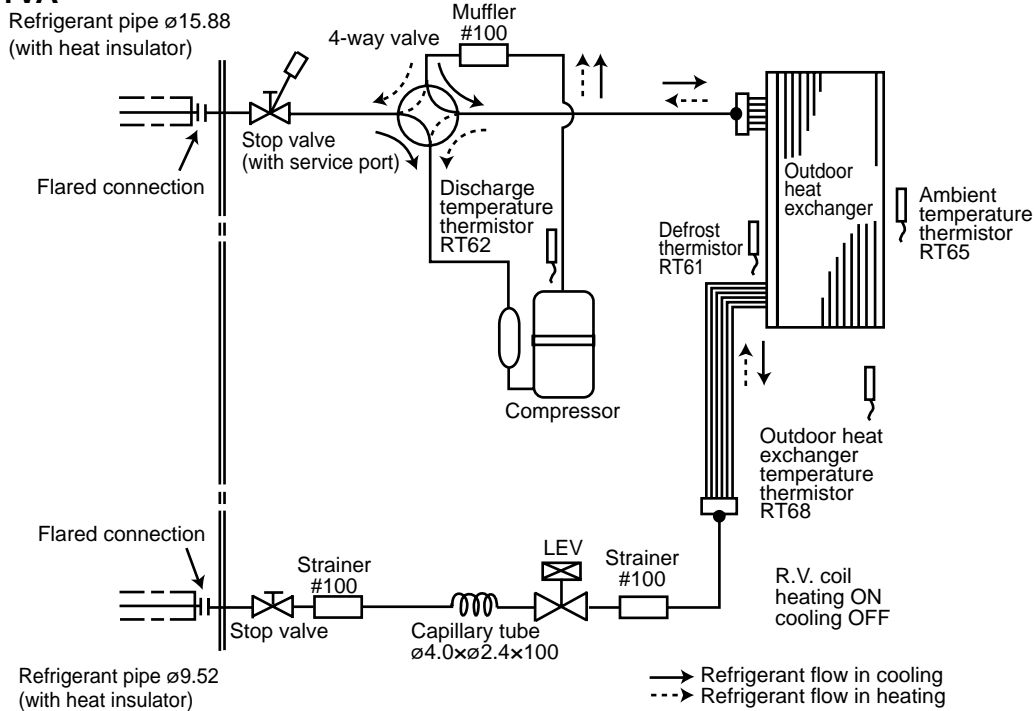 Refrigerant pipe ø15.88
(with heat insulator)
4-way valve
Muffler
#100
Stop valve
(with service port)
Flared connection
Discharge
temperature
thermistor
RT62
Outdoor
heat
exchanger
Ambient
temperature
thermistor
RT65
Defrost
thermistor
RT61
Compressor
Outdoor heat
exchanger
temperature
thermistor
RT68
Flared connection
Strainer
#100
LEV
Strainer
#100
R.V. coil
heating ON
cooling OFF
Stop valve
Capillary tube
ø4.0×ø2.4×100
Refrigerant pipe ø9.52
(with heat insulator)
Refrigerant flow in cooling
Refrigerant flow in heating